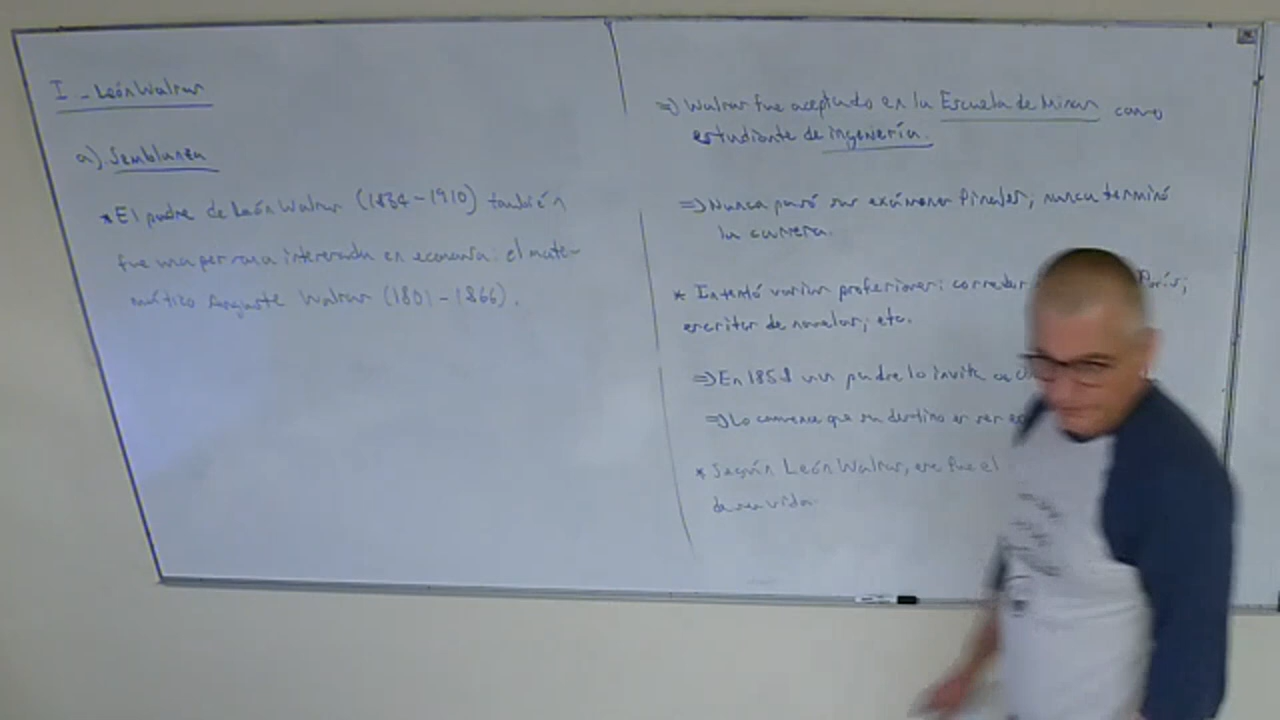 I - León Walras
a). Semblanza
* El padre de León Walras (1834-1910) también
fue una persona interesada en economía: el mate-
mático Auguste Walras (1801-1866).
=) Walras fue aceptado en la Escuela de Minas como
estudiante de ingeniería.
=) Nunca pasó sus exámenes finales; nunca terminó
la carrera.
* Intentó varias profesiones: corredor París;
escritor de novelas; etc.
=) En 1858 su padre lo invita a
=) Lo convence que su destino es ser
* Según León Walras, ese fue el
de su vida.